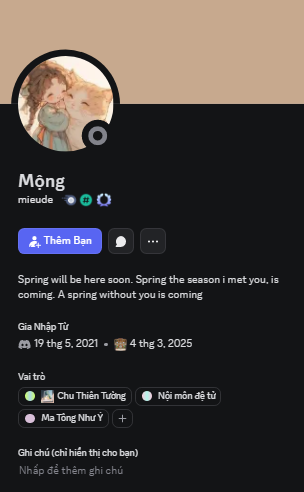 Mộng
mieude #
Thêm Bạn
Spring will be here soon. Spring the season i met you, is
coming. A spring without you is coming
Gia Nhập Từ
19 thg 5, 2021 • 4 thg 3, 2025
Vai trò
Chu Thiên Tường Nội môn đệ tử
Ma Tông Như Ý +
Ghi chú (chỉ hiển thị cho bạn)
Nhấp để thêm ghi chú